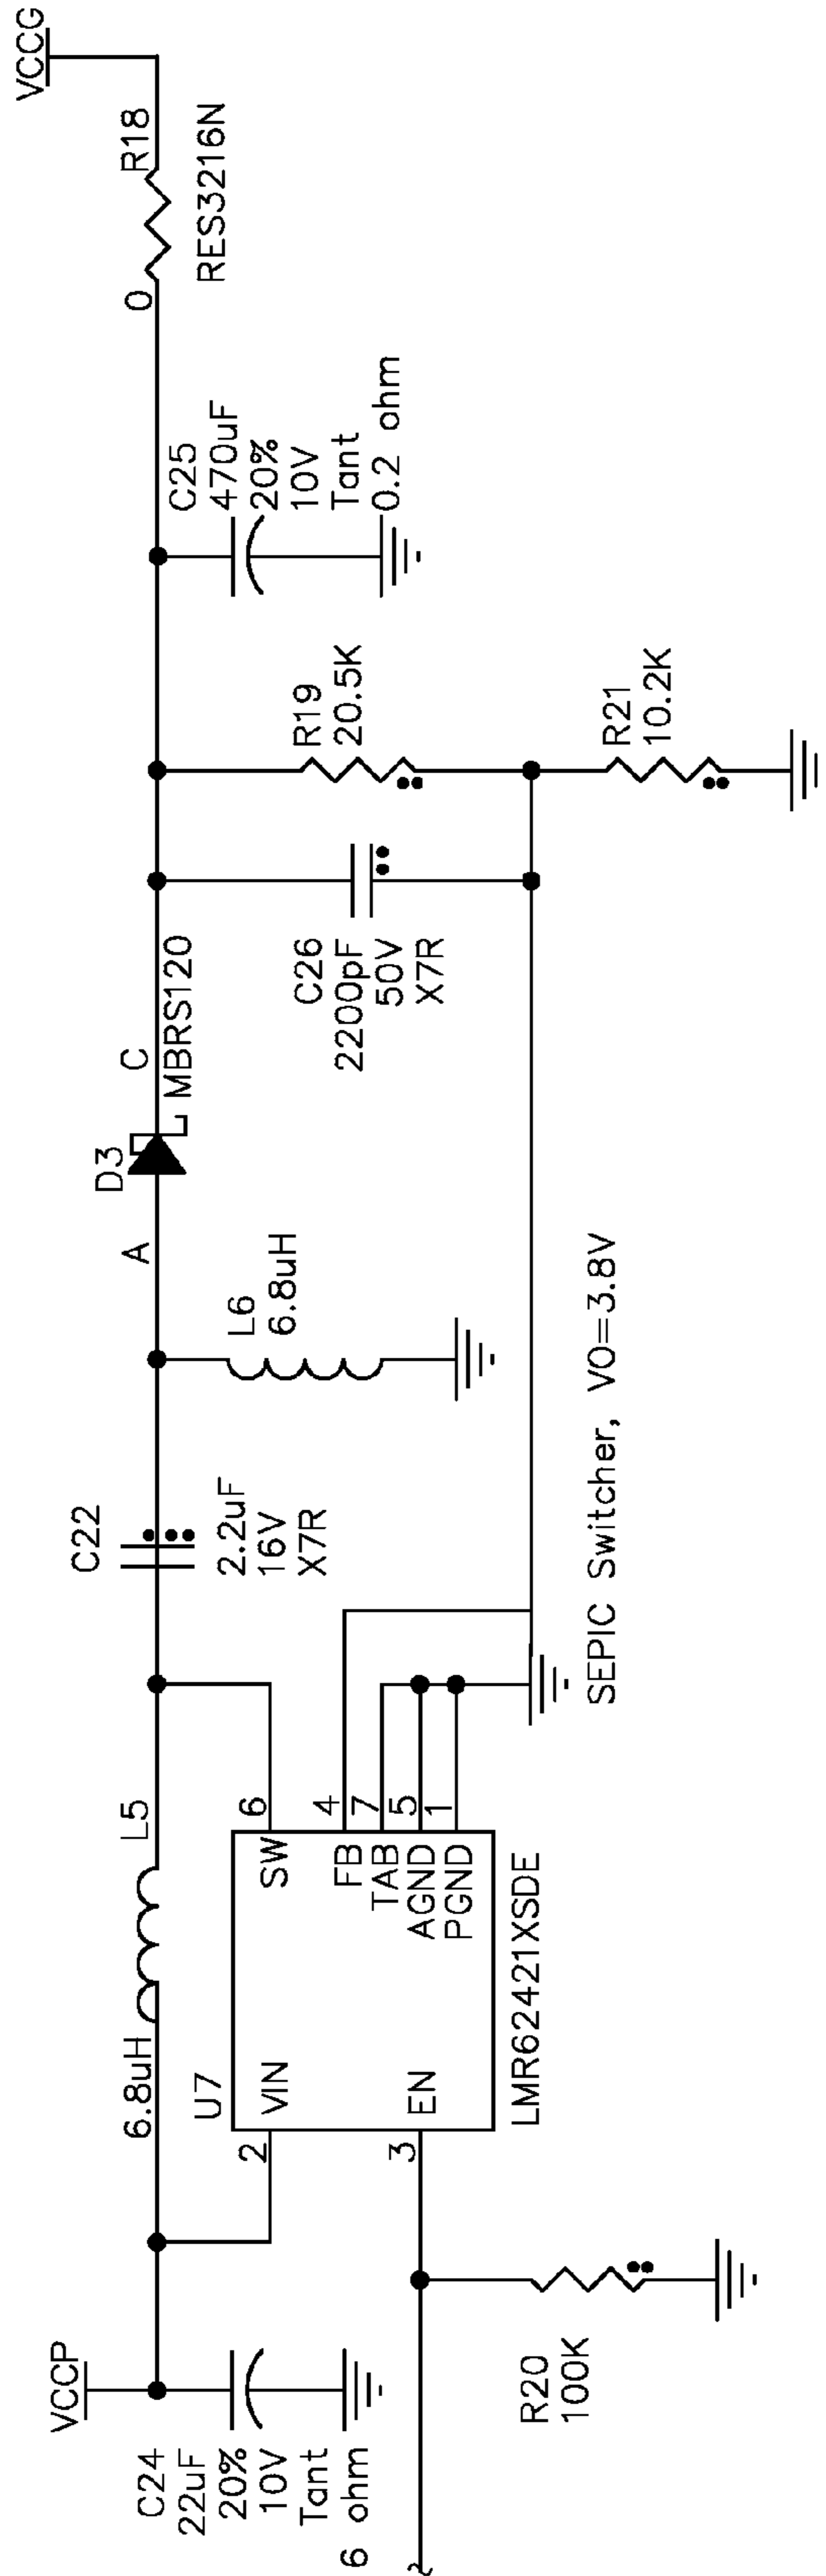 VCCP
C24
22uF
20%
10V
Tant
6 ohm
R20
100K
6.8uH
L5
U7
2
VIN
3
EN
SW
6
FB
4
TAB
7
AGND
5
PGND
1
LMR62421XSDE
C22
2.2uF
16V
X7R
L6
6.8uH
A
D3
C
MBRS120
C26
2200pF
50V
X7R
R19
20.5K
R21
10.2K
C25
470uF
20%
10V
Tant
0.2 ohm
0
R18
RES3216N
VCCG
SEPIC Switcher, VO=3.8V